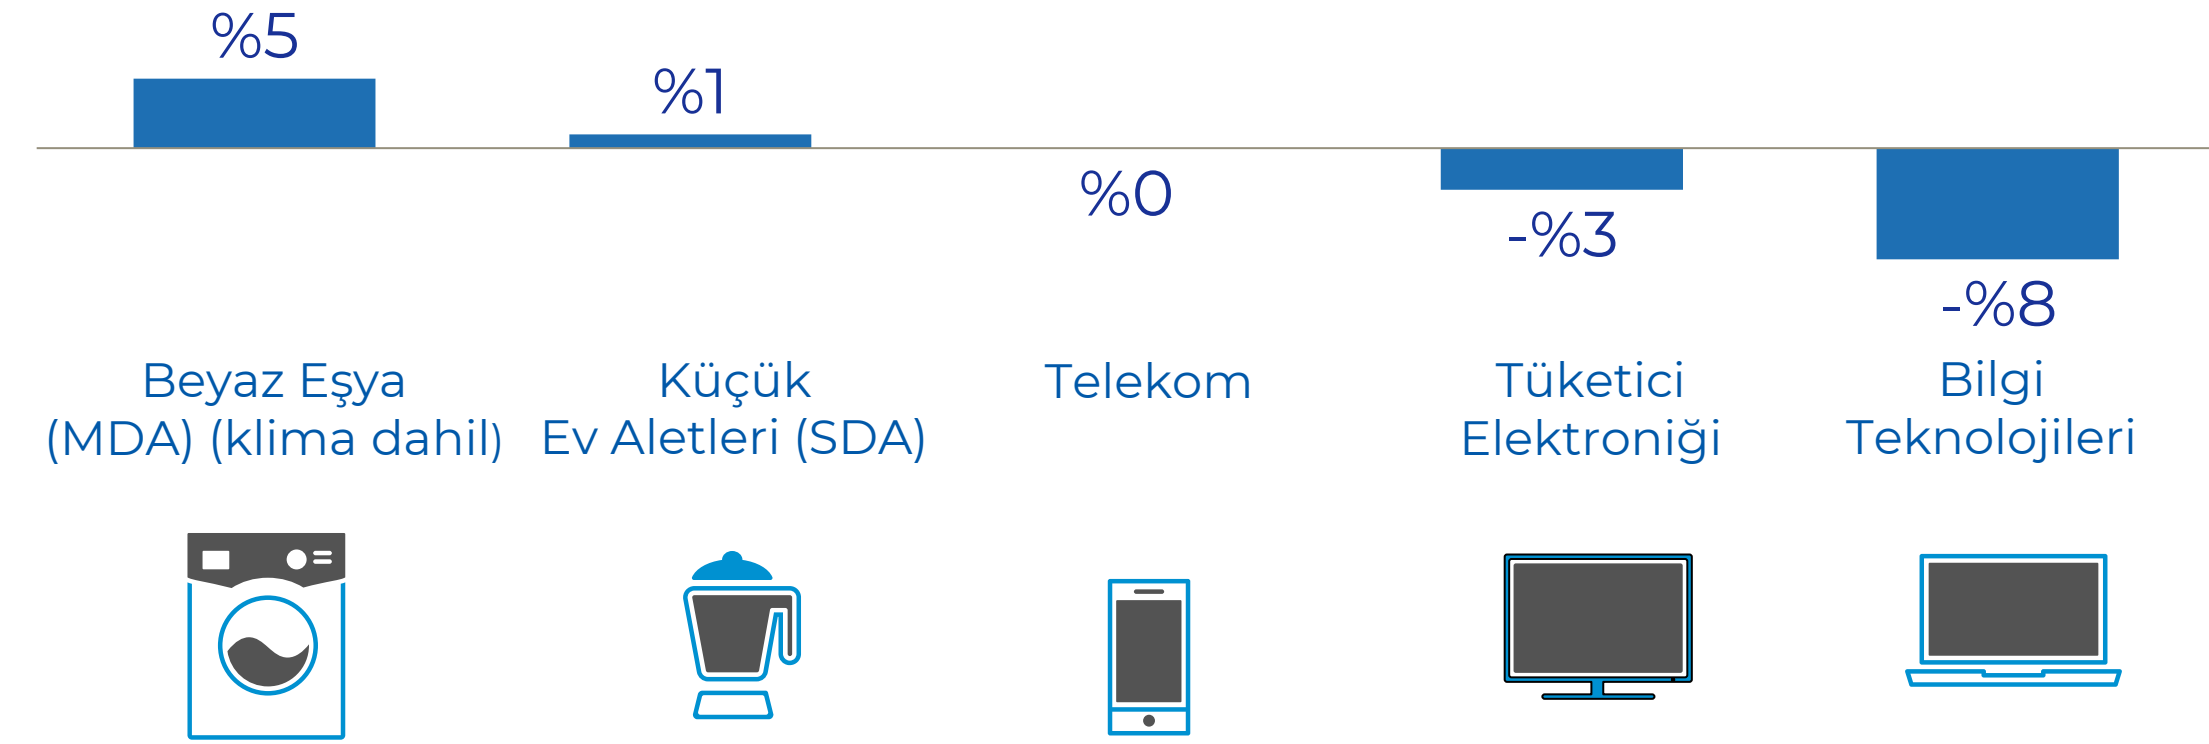 %5
%1
%0
-%3
-%8
Beyaz Eşya
(MDA) (klima dahil)
Küçük
Ev Aletleri (SDA)
Telekom
Tüketici
Elektroniği
Bilgi
Teknolojileri